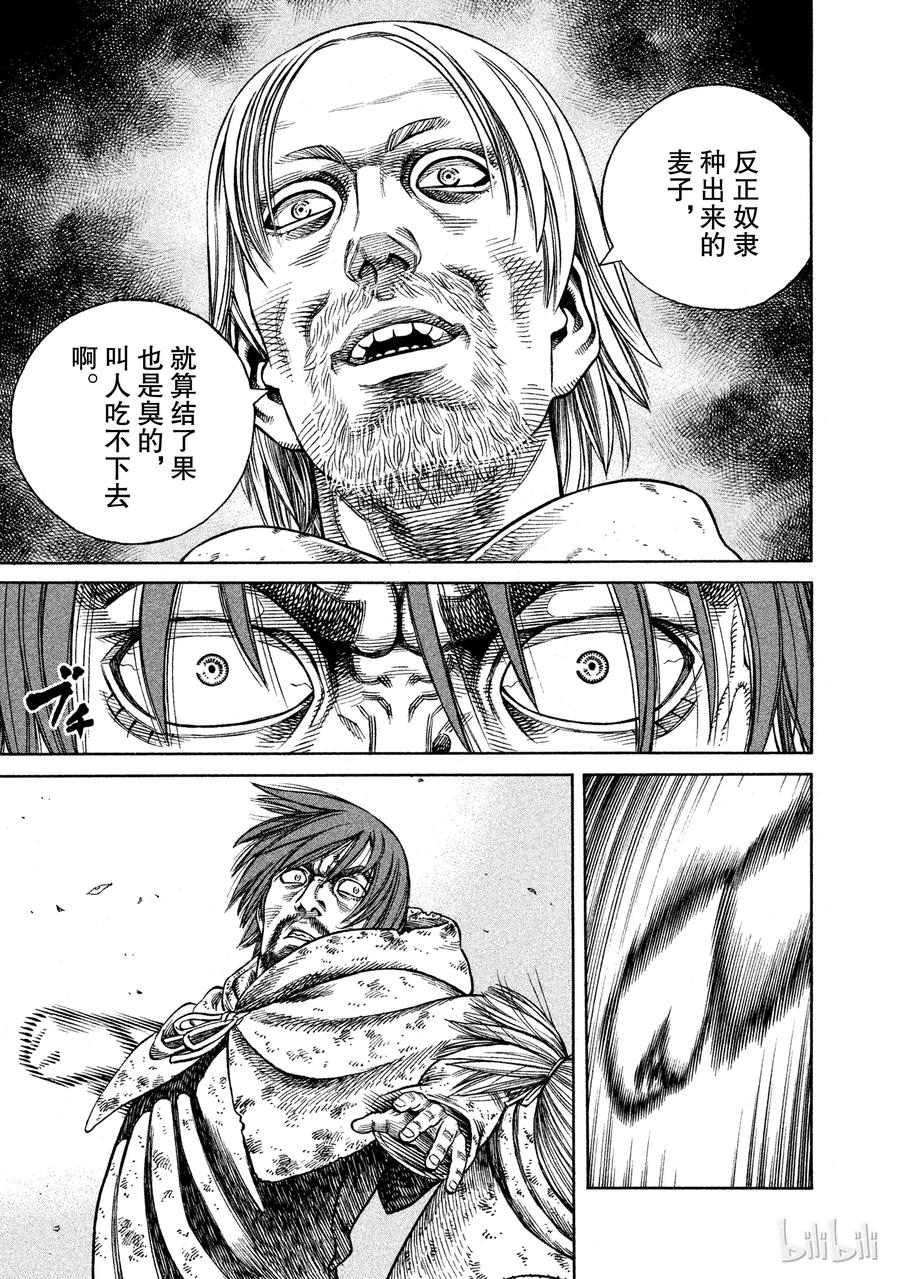 反正奴隶
种出来的
麦子，
就算结了果
也是臭的，
叫人吃不下去
啊。
ブチ
bilibili